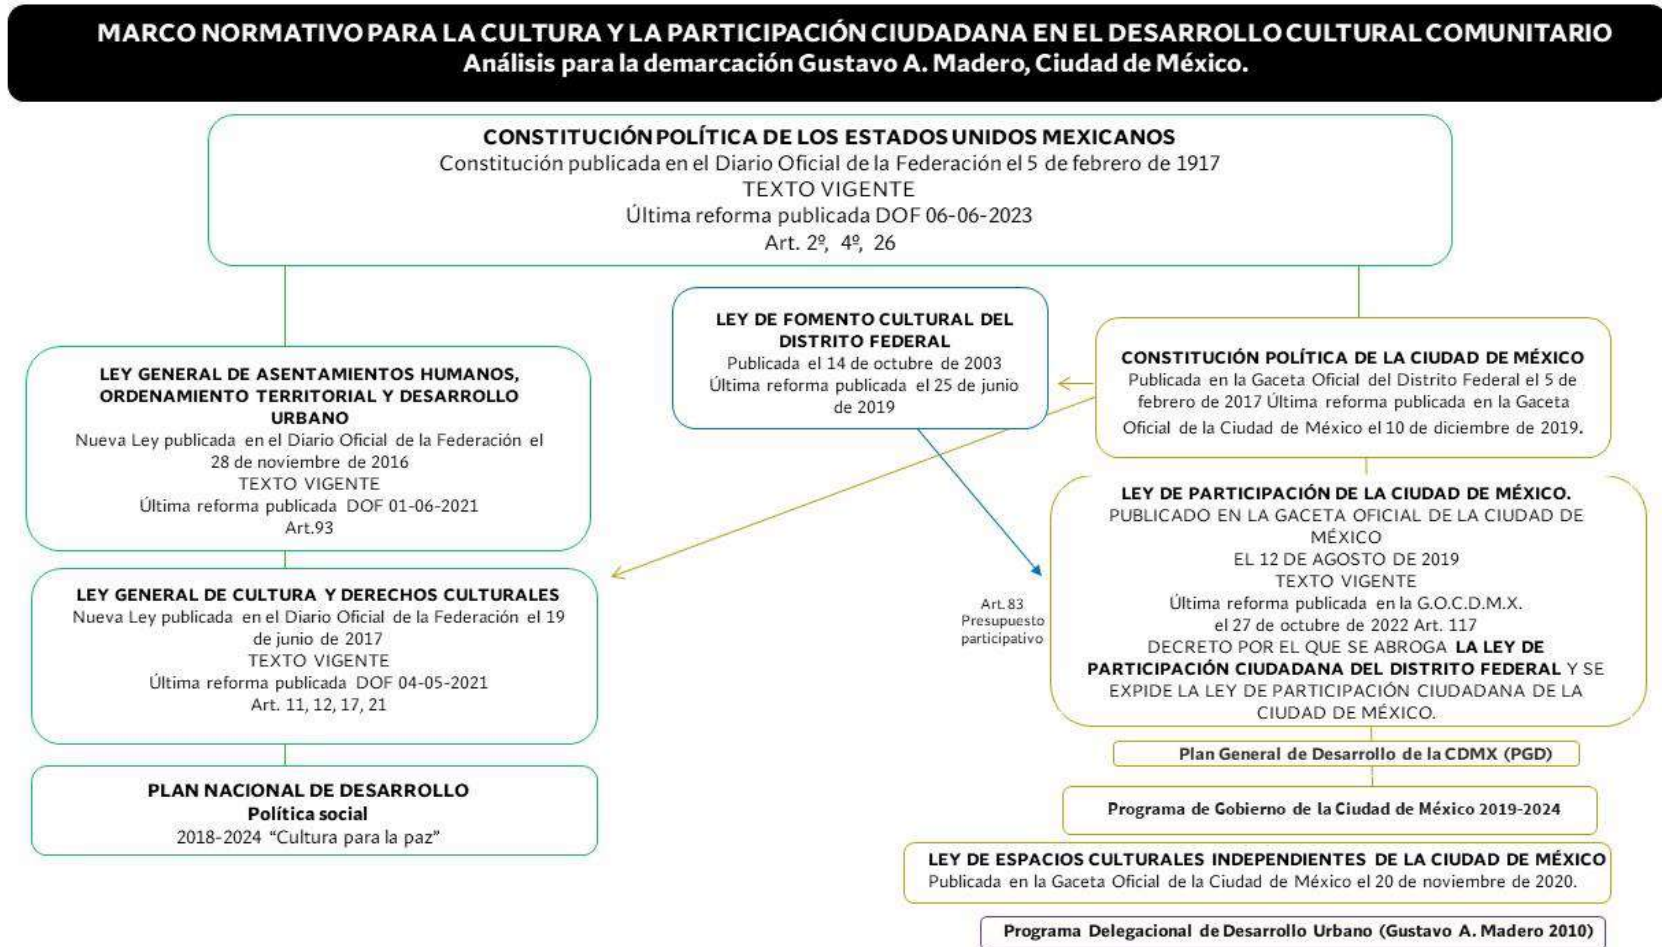 MARCO NORMATIVO PARA LA CULTURA Y LA PARTICIPACIÓN CIUDADANA EN EL DESARROLLO CULTURAL COMUNITARIO
Análisis para la demarcación Gustavo A. Madero, Ciudad de México.
CONSTITUCIÓN POLÍTICA DE LOS ESTADOS UNIDOS MEXICANOS
Constitución publicada en el Diario Oficial de la Federación el 5 de febrero de 1917
TEXTO VIGENTE
Última reforma publicada DOF 06-06-2023
Art. 2º, 4º, 26
LEY GENERAL DE ASENTAMIENTOS HUMANOS,
ORDENAMIENTO TERRITORIAL Y DESARROLLO
URBANO
Nueva Ley publicada en el Diario Oficial de la Federación el
28 de noviembre de 2016
TEXTO VIGENTE
Última reforma publicada DOF 01-06-2021
Art.93
LEY GENERAL DE CULTURA Y DERECHOS CULTURALES
Nueva Ley publicada en el Diario Oficial de la Federación el 19
de junio de 2017
TEXTO VIGENTE
Última reforma publicada DOF 04-05-2021
Art. 11, 12, 17, 21
PLAN NACIONAL DE DESARROLLO
Política social
2018-2024 “Cultura para la paz”
LEY DE FOMENTO CULTURAL DEL
DISTRITO FEDERAL
Publicada el 14 de octubre de 2003
Última reforma publicada el 25 de junio
de 2019
CONSTITUCIÓN POLÍTICA DE LA CIUDAD DE MÉXICO
Publicada en la Gaceta Oficial del Distrito Federal el 5 de
febrero de 2017 Última reforma publicada en la Gaceta
Oficial de la Ciudad de México el 10 de diciembre de 2019.
Art. 83
Presupuesto
participativo
LEY DE PARTICIPACIÓN DE LA CIUDAD DE MÉXICO.
PUBLICADO EN LA GACETA OFICIAL DE LA CIUDAD DE
MÉXICO
EL 12 DE AGOSTO DE 2019
TEXTO VIGENTE
Última reforma publicada en la G.O.C.D.M.X.
el 27 de octubre de 2022 Art. 117
DECRETO POR EL QUE SE ABROGA LA LEY DE
PARTICIPACIÓN CIUDADANA DEL DISTRITO FEDERAL Y SE
EXPIDE LA LEY DE PARTICIPACIÓN CIUDADANA DE LA
CIUDAD DE MÉXICO.
Plan General de Desarrollo de la CDMX (PGD)
Programa de Gobierno de la Ciudad de México 2019-2024
LEY DE ESPACIOS CULTURALES INDEPENDIENTES DE LA CIUDAD DE MÉXICO
Publicada en la Gaceta Oficial de la Ciudad de México el 20 de noviembre de 2020.
Programa Delegacional de Desarrollo Urbano (Gustavo A. Madero 2010)